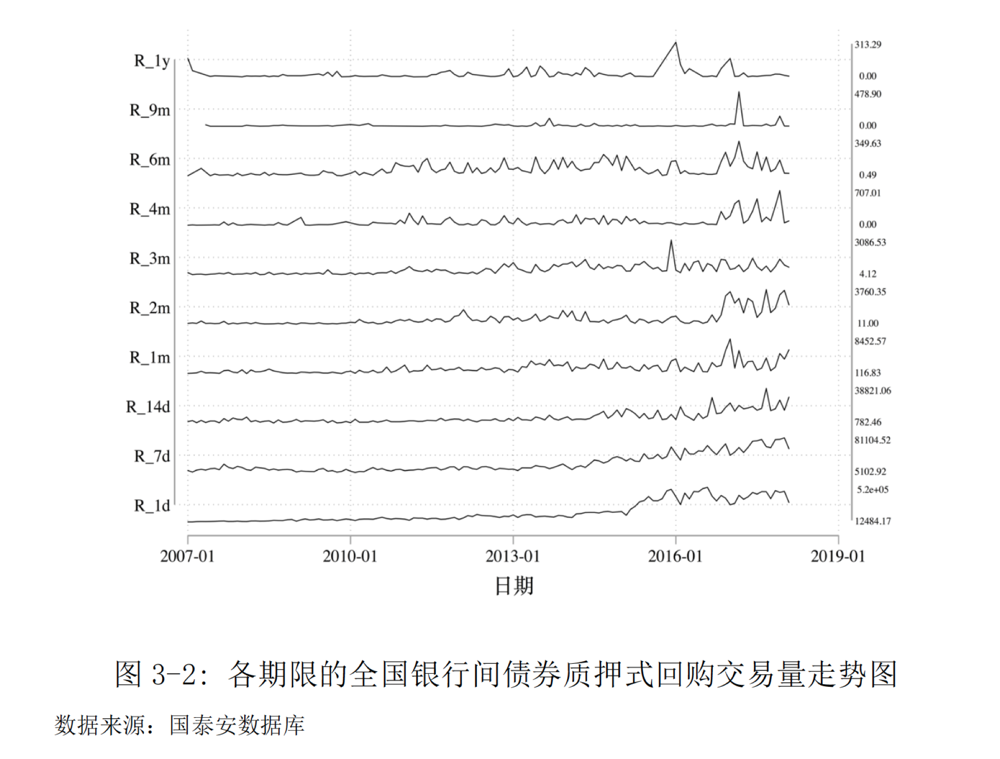 R_1y
313.29
0.00
R_9m
478.90
0.00
R_6m
349.63
0.49
R_4m
707.01
0.00
R_3m
3086.53
4.12
R_2m
3760.35
11.00
R_1m
8452.57
116.83
R_14d
38821.06
782.46
R_7d
81104.52
5102.92
R_1d
5.2e+05
12484.17
2007-01 2010-01 2013-01 2016-01 2019-01
日期
图 3-2: 各期限的全国银行间债券质押式回购交易量走势图
数据来源：国泰安数据库